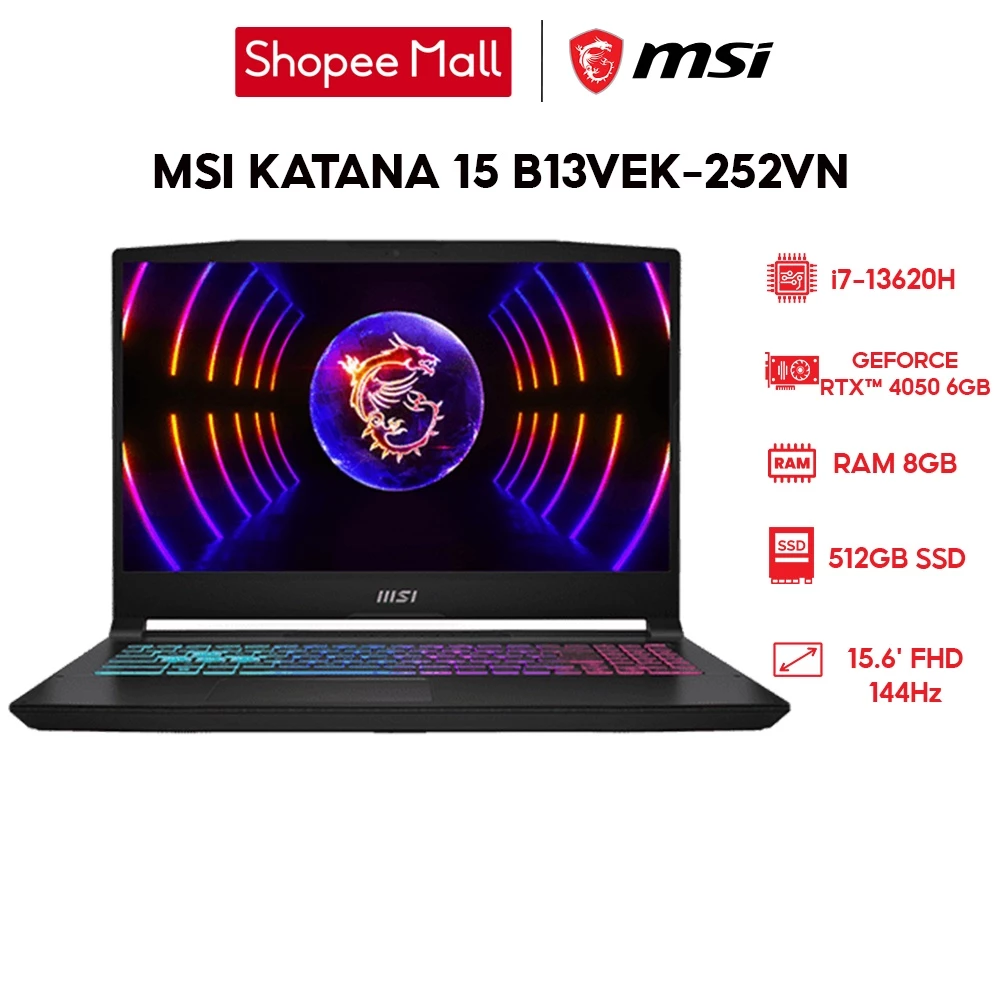 Shopee Mall
msi
MSI KATANA 15 B13VEK-252VN
i7-13620H
GEFORCE
RTX™ 4050 6GB
RAM
RAM 8GB
SSD
512GB SSD
15.6' FHD
144Hz
msi